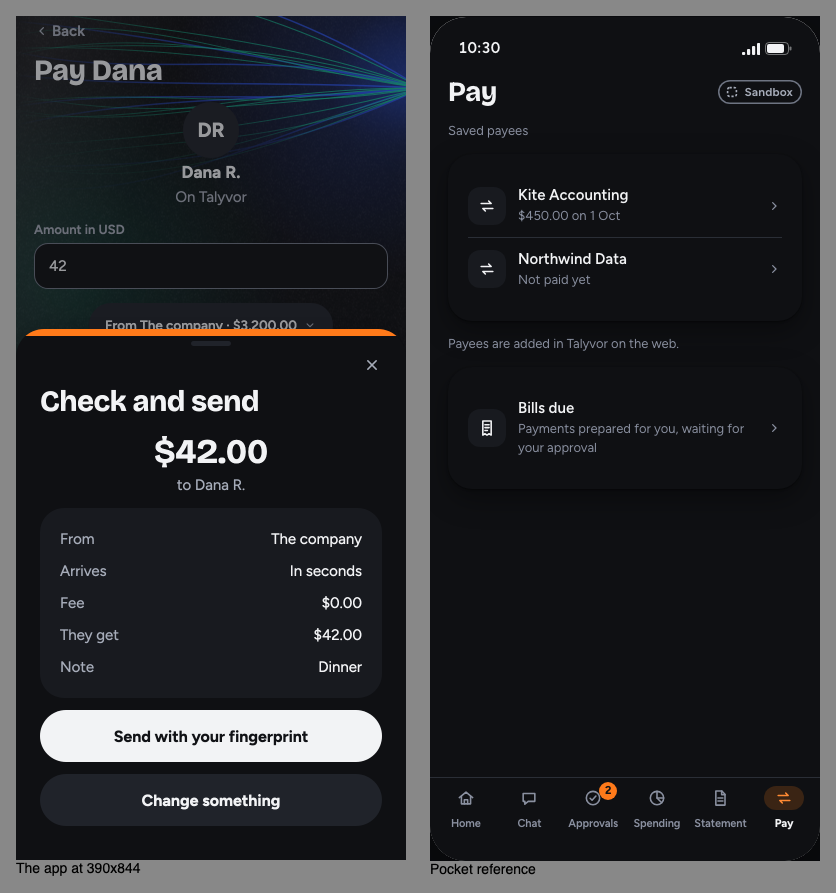 Back
Pay Dana
DR
Dana R.
On Talyvor
Amount in USD
42
From The company · $3,200.00
Check and send
$42.00
to Dana R.
From The company
Arrives In seconds
Fee $0.00
They get $42.00
Note Dinner
Send with your fingerprint
Change something
The app at 390x844
10:30
Pay
Sandbox
Saved payees
Kite Accounting
$450.00 on 1 Oct
Northwind Data
Not paid yet
Payees are added in Talyvor on the web.
Bills due
Payments prepared for you, waiting for
your approval
2
Home Chat Approvals Spending Statement Pay
Pocket reference